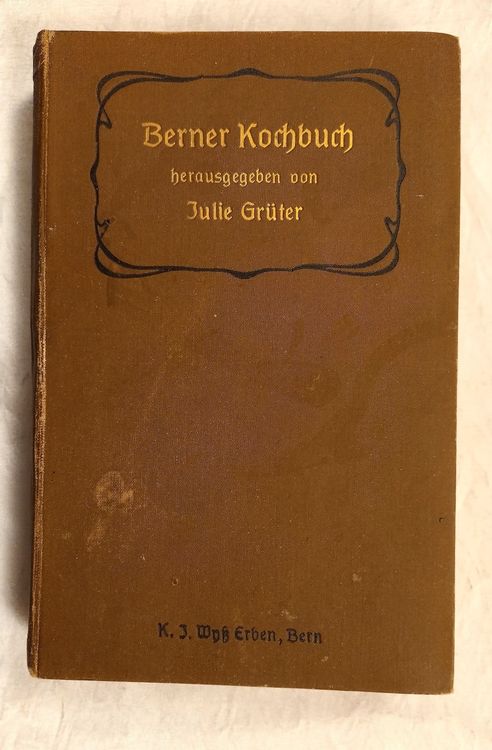 Berner Kochbuch
herausgegeben von
Julie Grüter
K. J. Wyß Erben, Bern